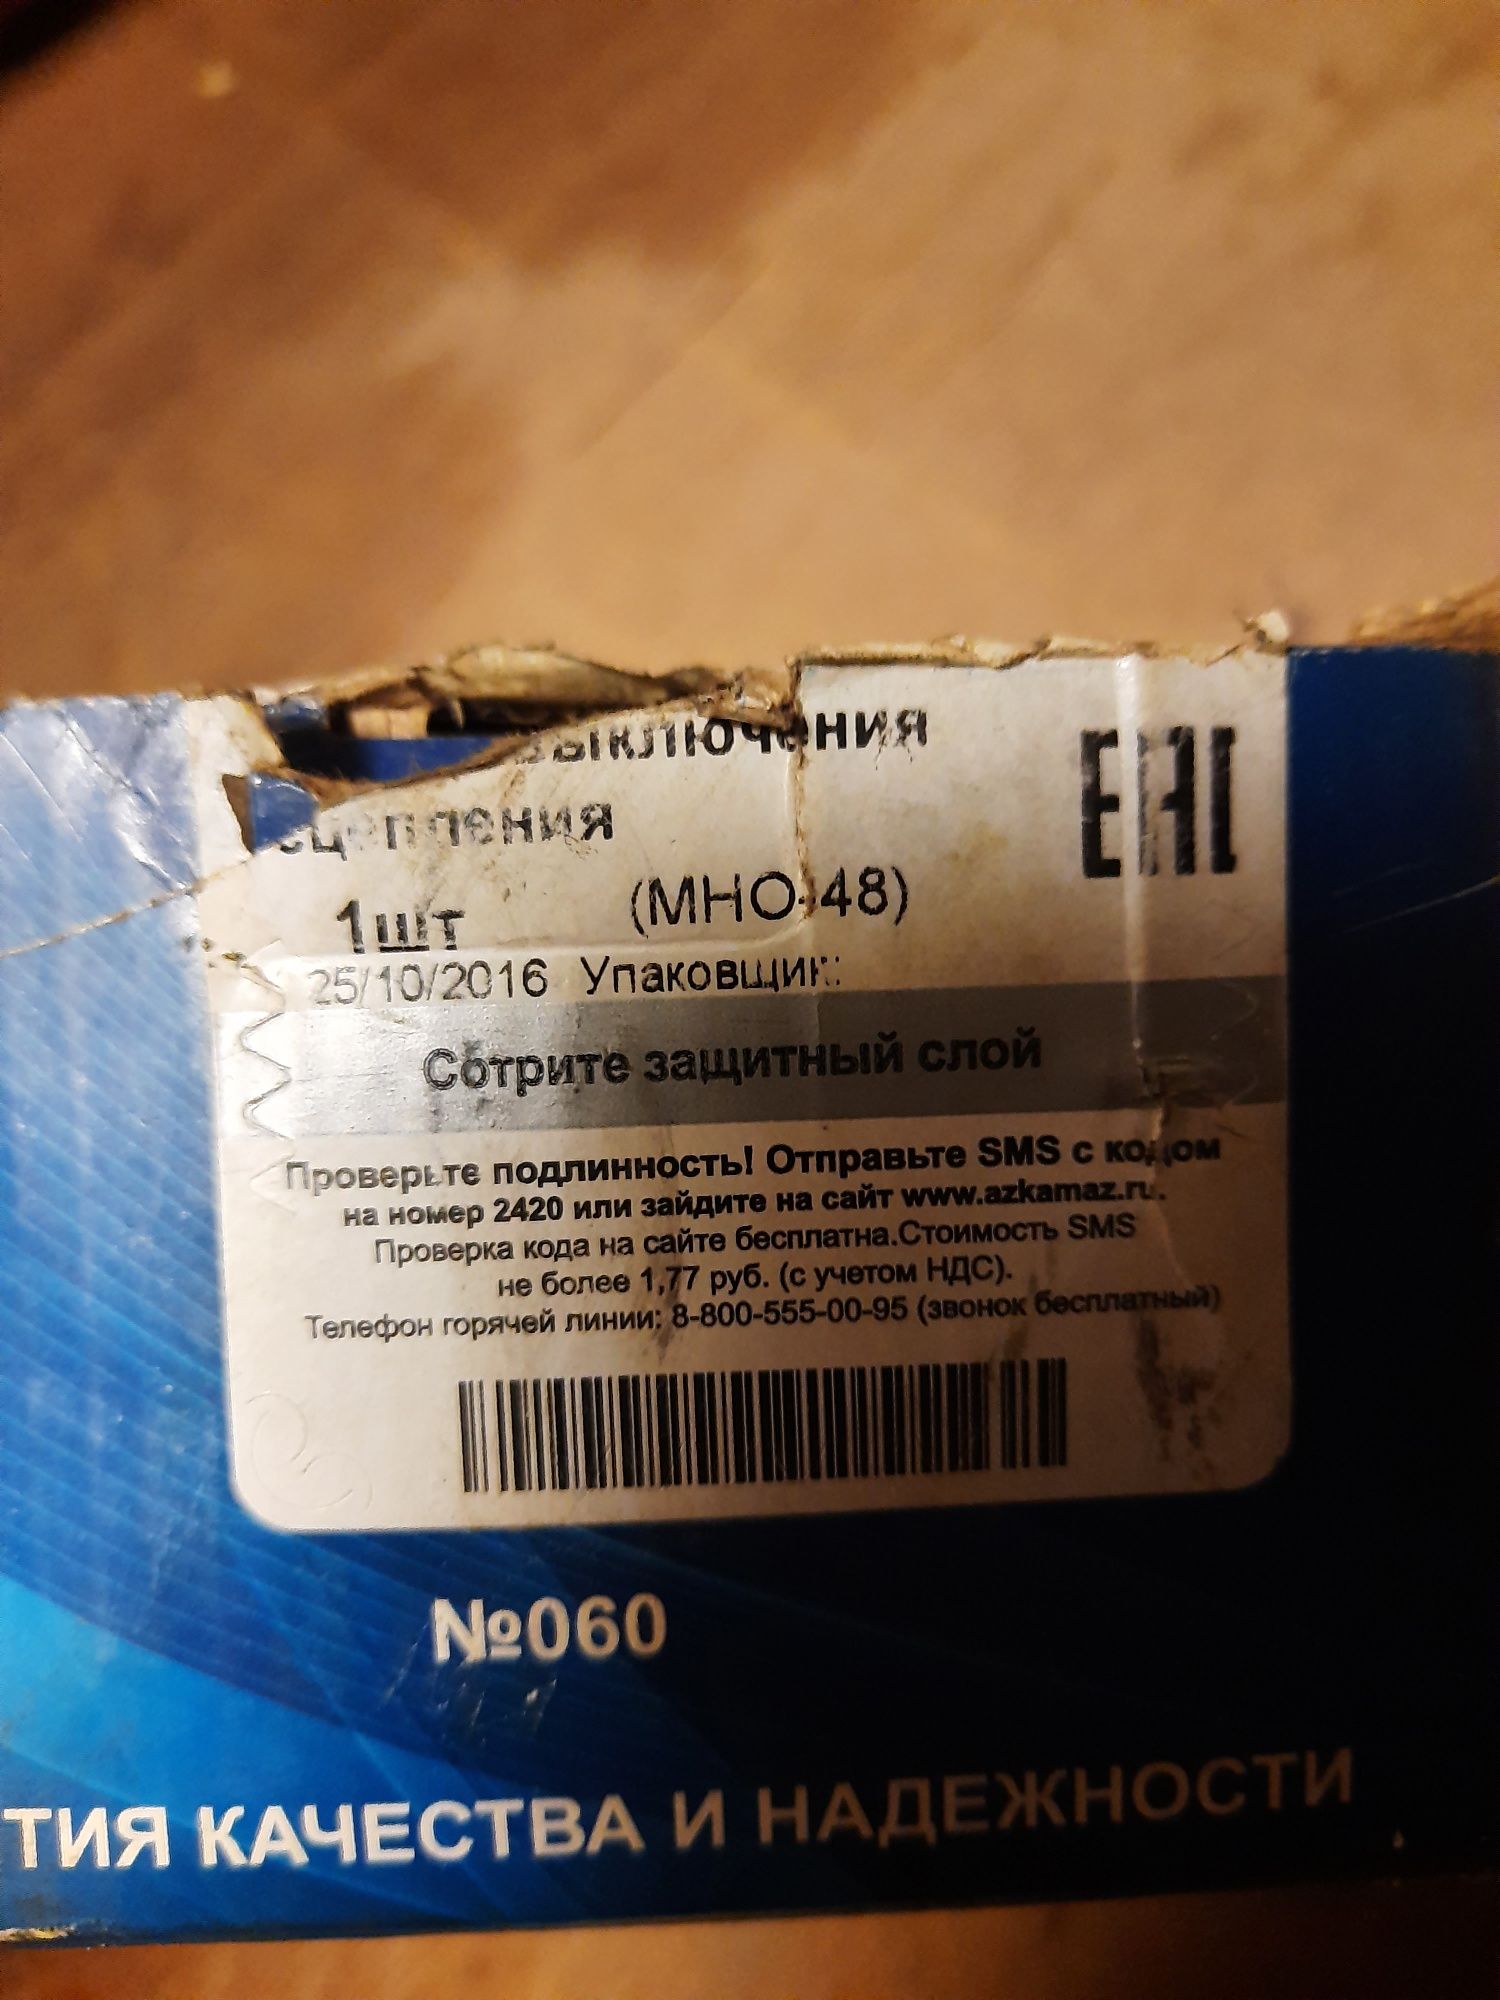 выключения
сцепления
EAC
1шт (МНО-48)
25/10/2016 Упаковщик:
Сотрите защитный слой
Проверьте подлинность! Отправьте SMS с кодом
на номер 2420 или зайдите на сайт www.azkamaz.ru.
Проверка кода на сайте бесплатна.Стоимость SMS
не более 1,77 руб. (с учетом НДС).
Телефон горячей линии: 8-800-555-00-95 (звонок бесплатный)
№060
ТИЯ КАЧЕСТВА И НАДЕЖНОСТИ